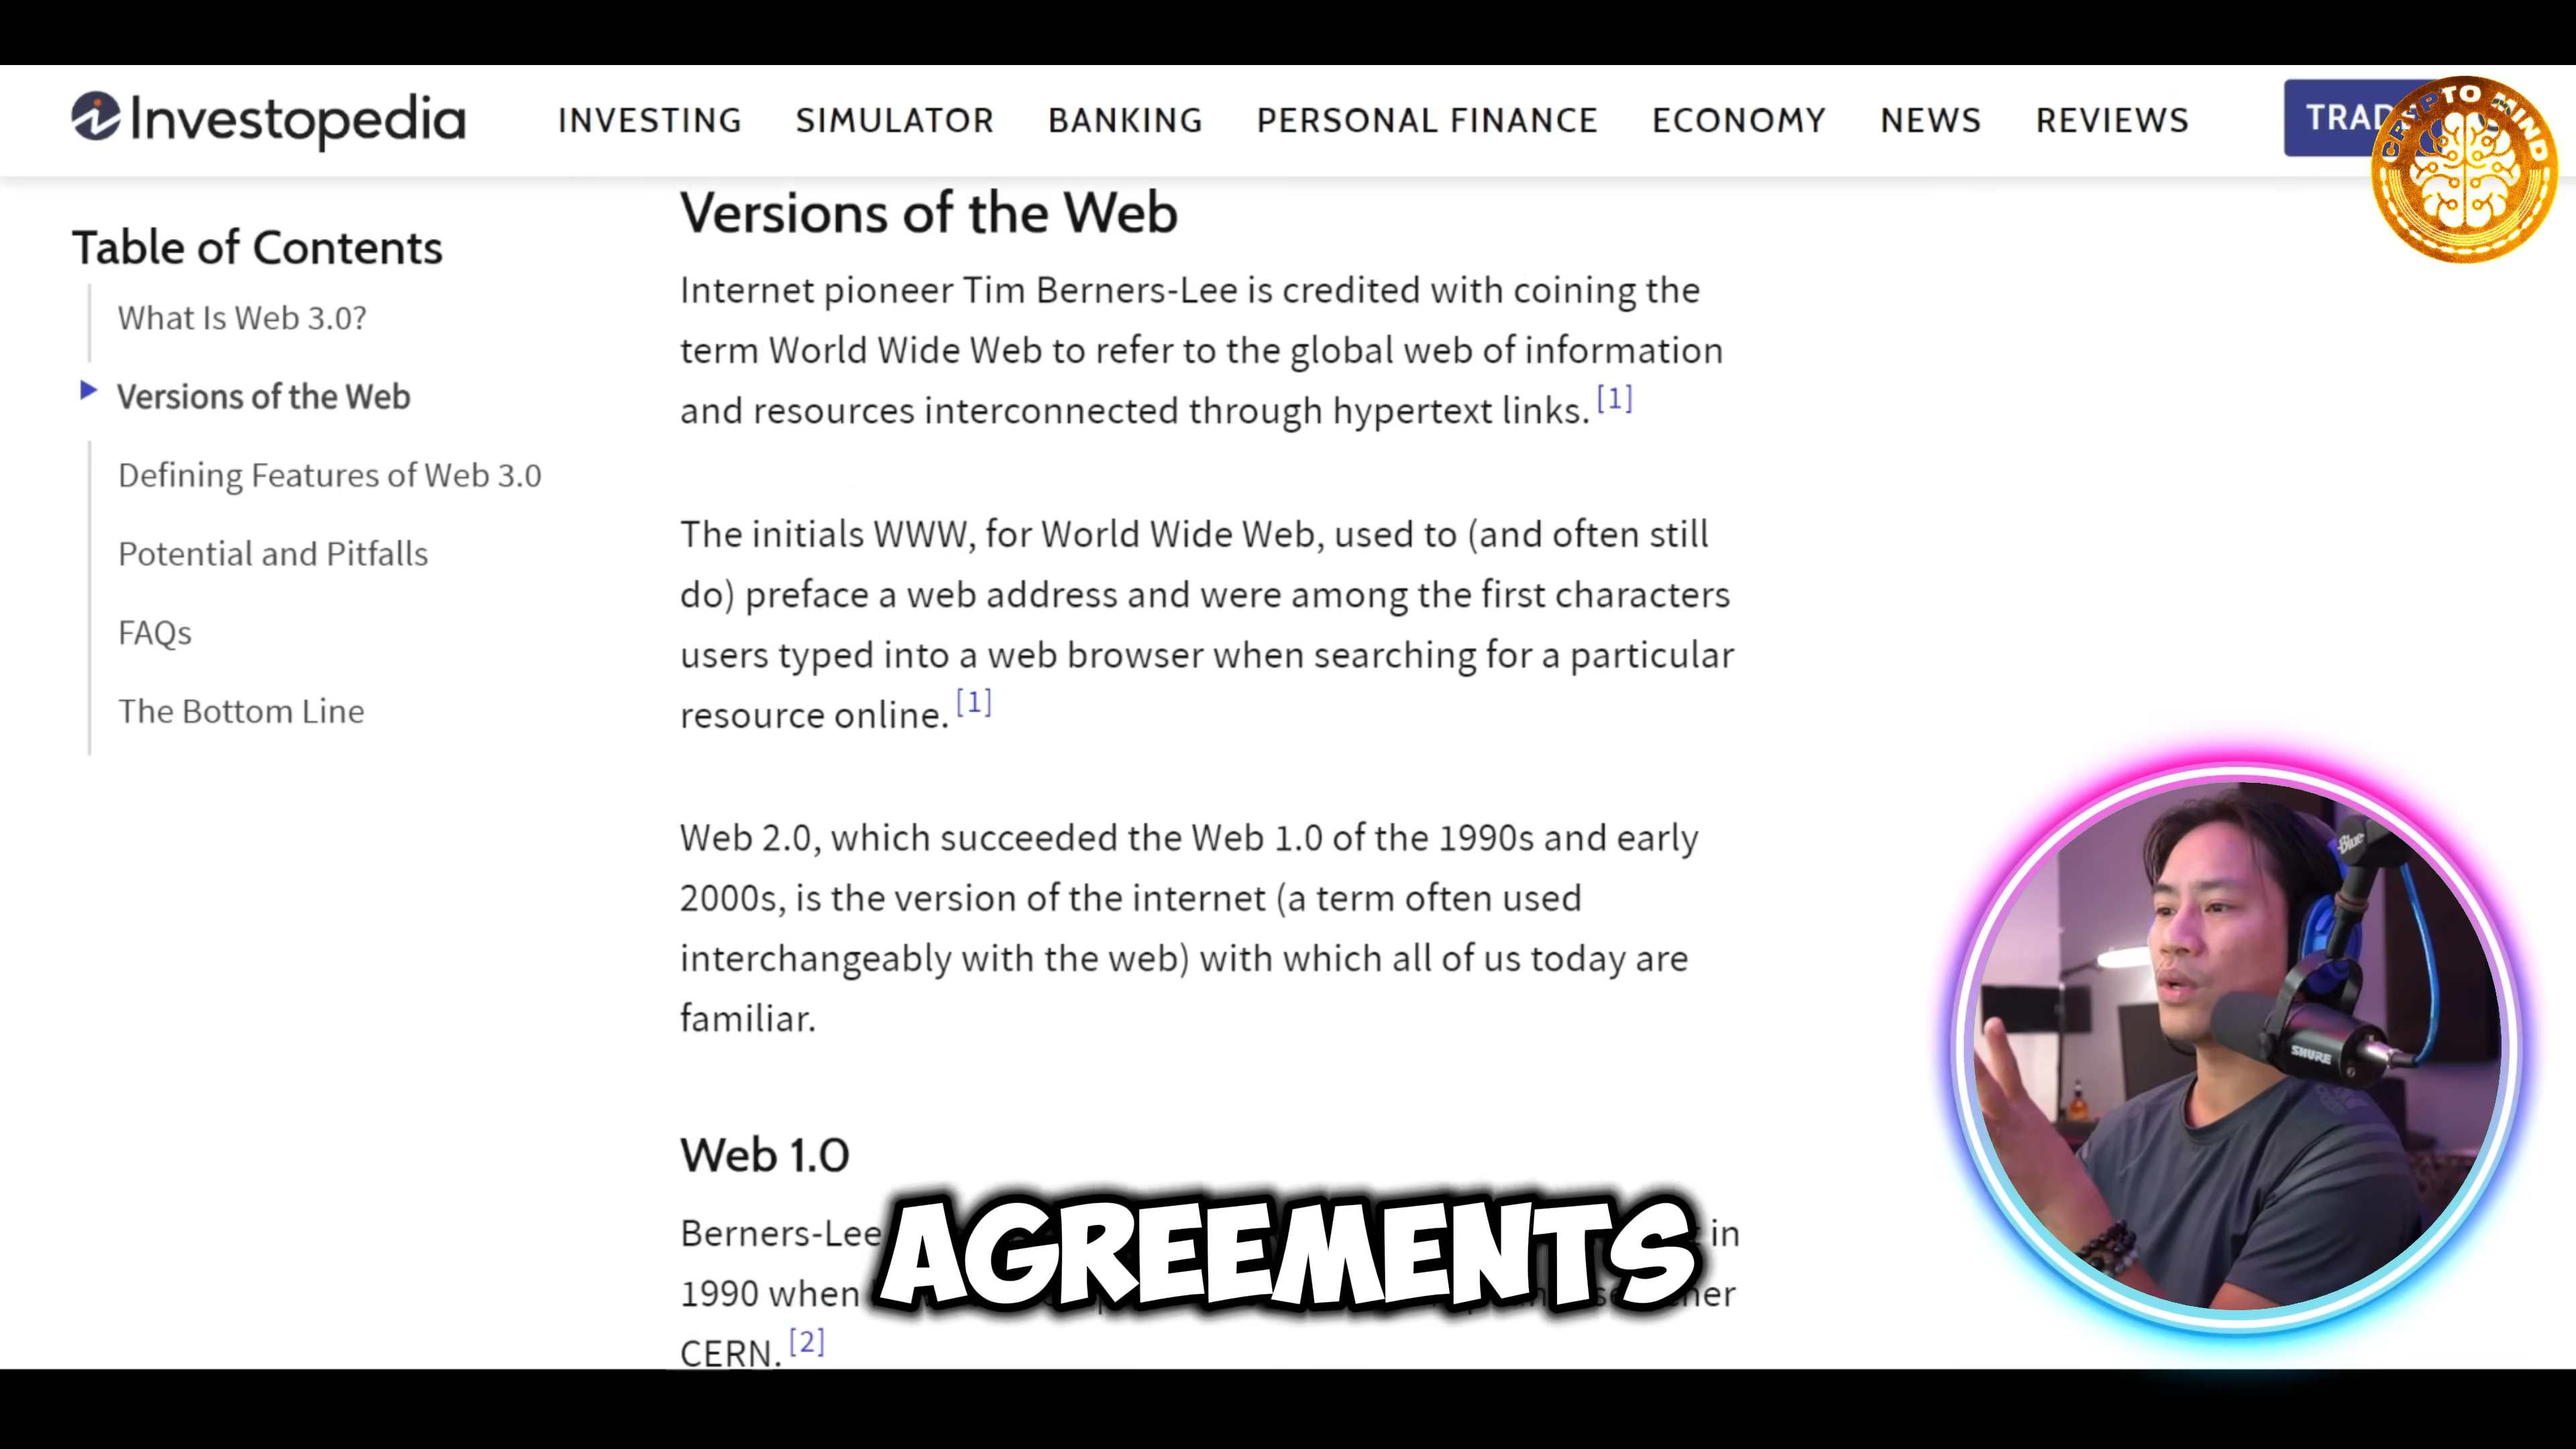 Investopedia
INVESTING SIMULATOR BANKING PERSONAL FINANCE ECONOMY NEWS REVIEWS
CRYPTO MIND
Table of Contents
What Is Web 3.0?
Versions of the Web
Defining Features of Web 3.0
Potential and Pitfalls
FAQs
The Bottom Line
Versions of the Web
Internet pioneer Tim Berners-Lee is credited with coining the
term World Wide Web to refer to the global web of information
and resources interconnected through hypertext links. [1]
The initials WWW, for World Wide Web, used to (and often still
do) preface a web address and were among the first characters
users typed into a web browser when searching for a particular
resource online. [1]
Web 2.0, which succeeded the Web 1.0 of the 1990s and early
2000s, is the version of the internet (a term often used
interchangeably with the web) with which all of us today are
familiar.
Web 1.0
Berners-Lee in
1990 when
CERN. [2]
AGREEMENTS
Blue
SHURE